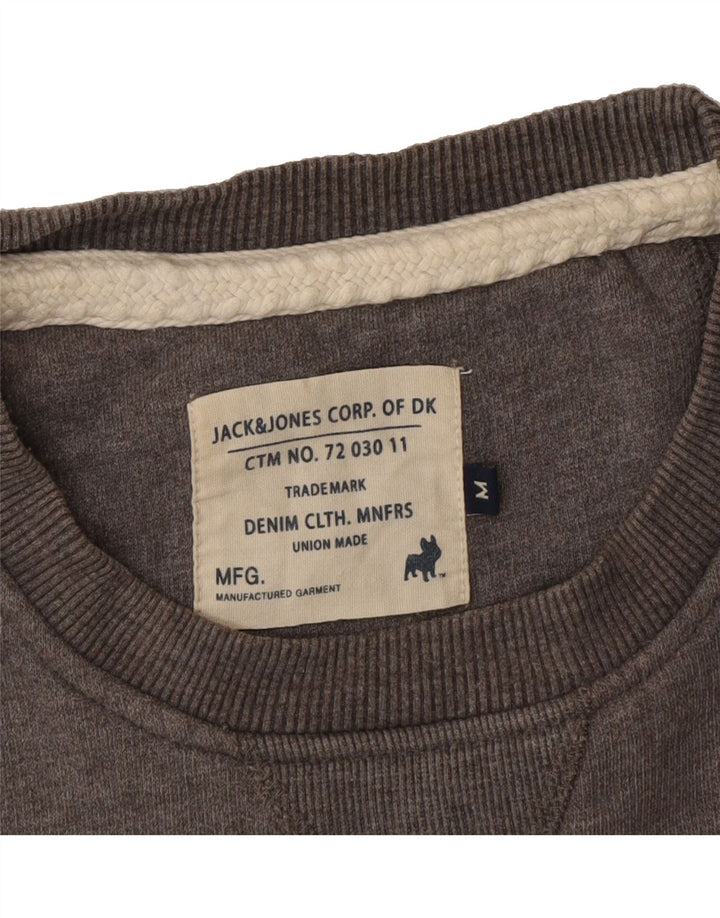 JACK&JONES CORP. OF DK
CTM NO. 72 030 11
TRADEMARK
DENIM CLTH. MNFRS
UNION MADE
MFG.
MANUFACTURED GARMENT
TM
M